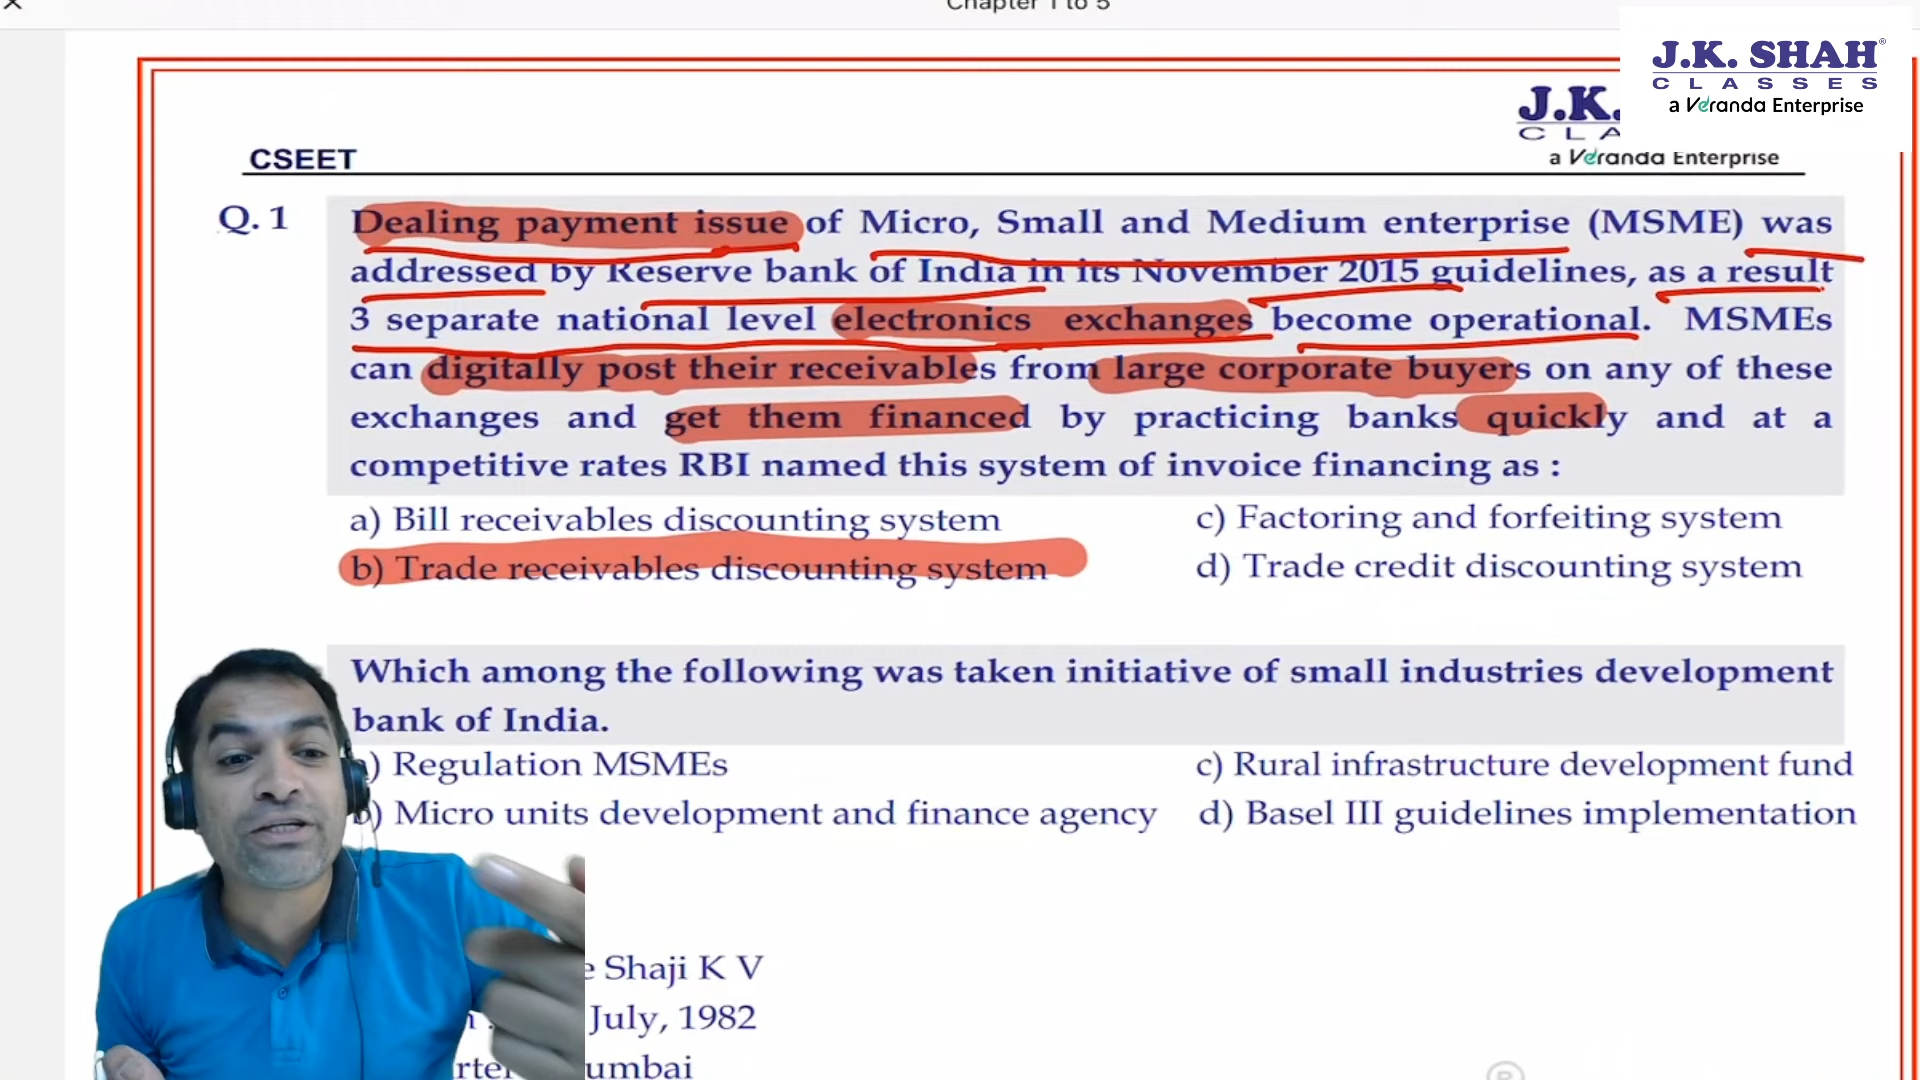 Chapter 1 to 5
J.K. SHAH®
CLASSES
a Veranda Enterprise
J.K.
CLA
a Veranda Enterprise
CSEET
Q. 1
Dealing payment issue of Micro, Small and Medium enterprise (MSME) was
addressed by Reserve bank of India in its November 2015 guidelines, as a result
3 separate national level electronics exchanges become operational. MSMEs
can digitally post their receivables from large corporate buyers on any of these
exchanges and get them financed by practicing banks quickly and at a
competitive rates RBI named this system of invoice financing as :
a) Bill receivables discounting system
c) Factoring and forfeiting system
b) Trade receivables discounting system
d) Trade credit discounting system
Which among the following was taken initiative of small industries development
bank of India.
) Regulation MSMEs
c) Rural infrastructure development fund
b) Micro units development and finance agency
d) Basel III guidelines implementation
e Shaji K V
July, 1982
rter umbai
®